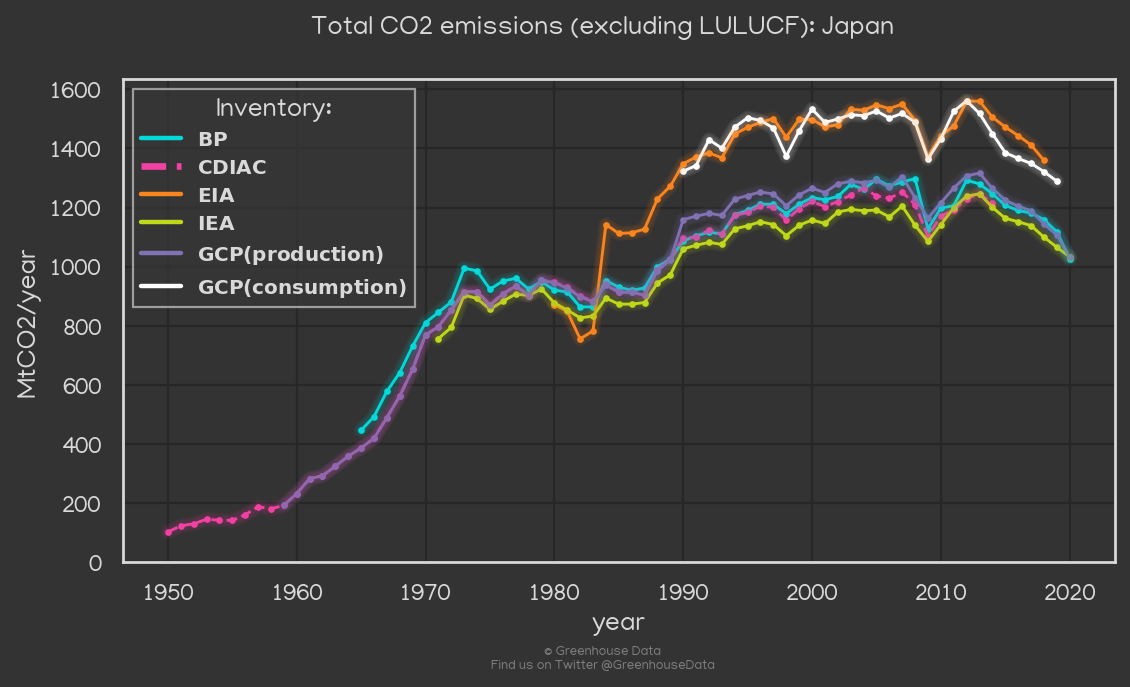 Total CO2 emissions (excluding LULUCF): Japan
Inventory:
BP
CDIAC
EIA
IEA
GCP(production)
GCP(consumption)
MtCO2/year
1600
1400
1200
1000
800
600
400
200
0
1950 1960 1970 1980 1990 2000 2010 2020
year
© Greenhouse Data
Find us on Twitter @GreenhouseData